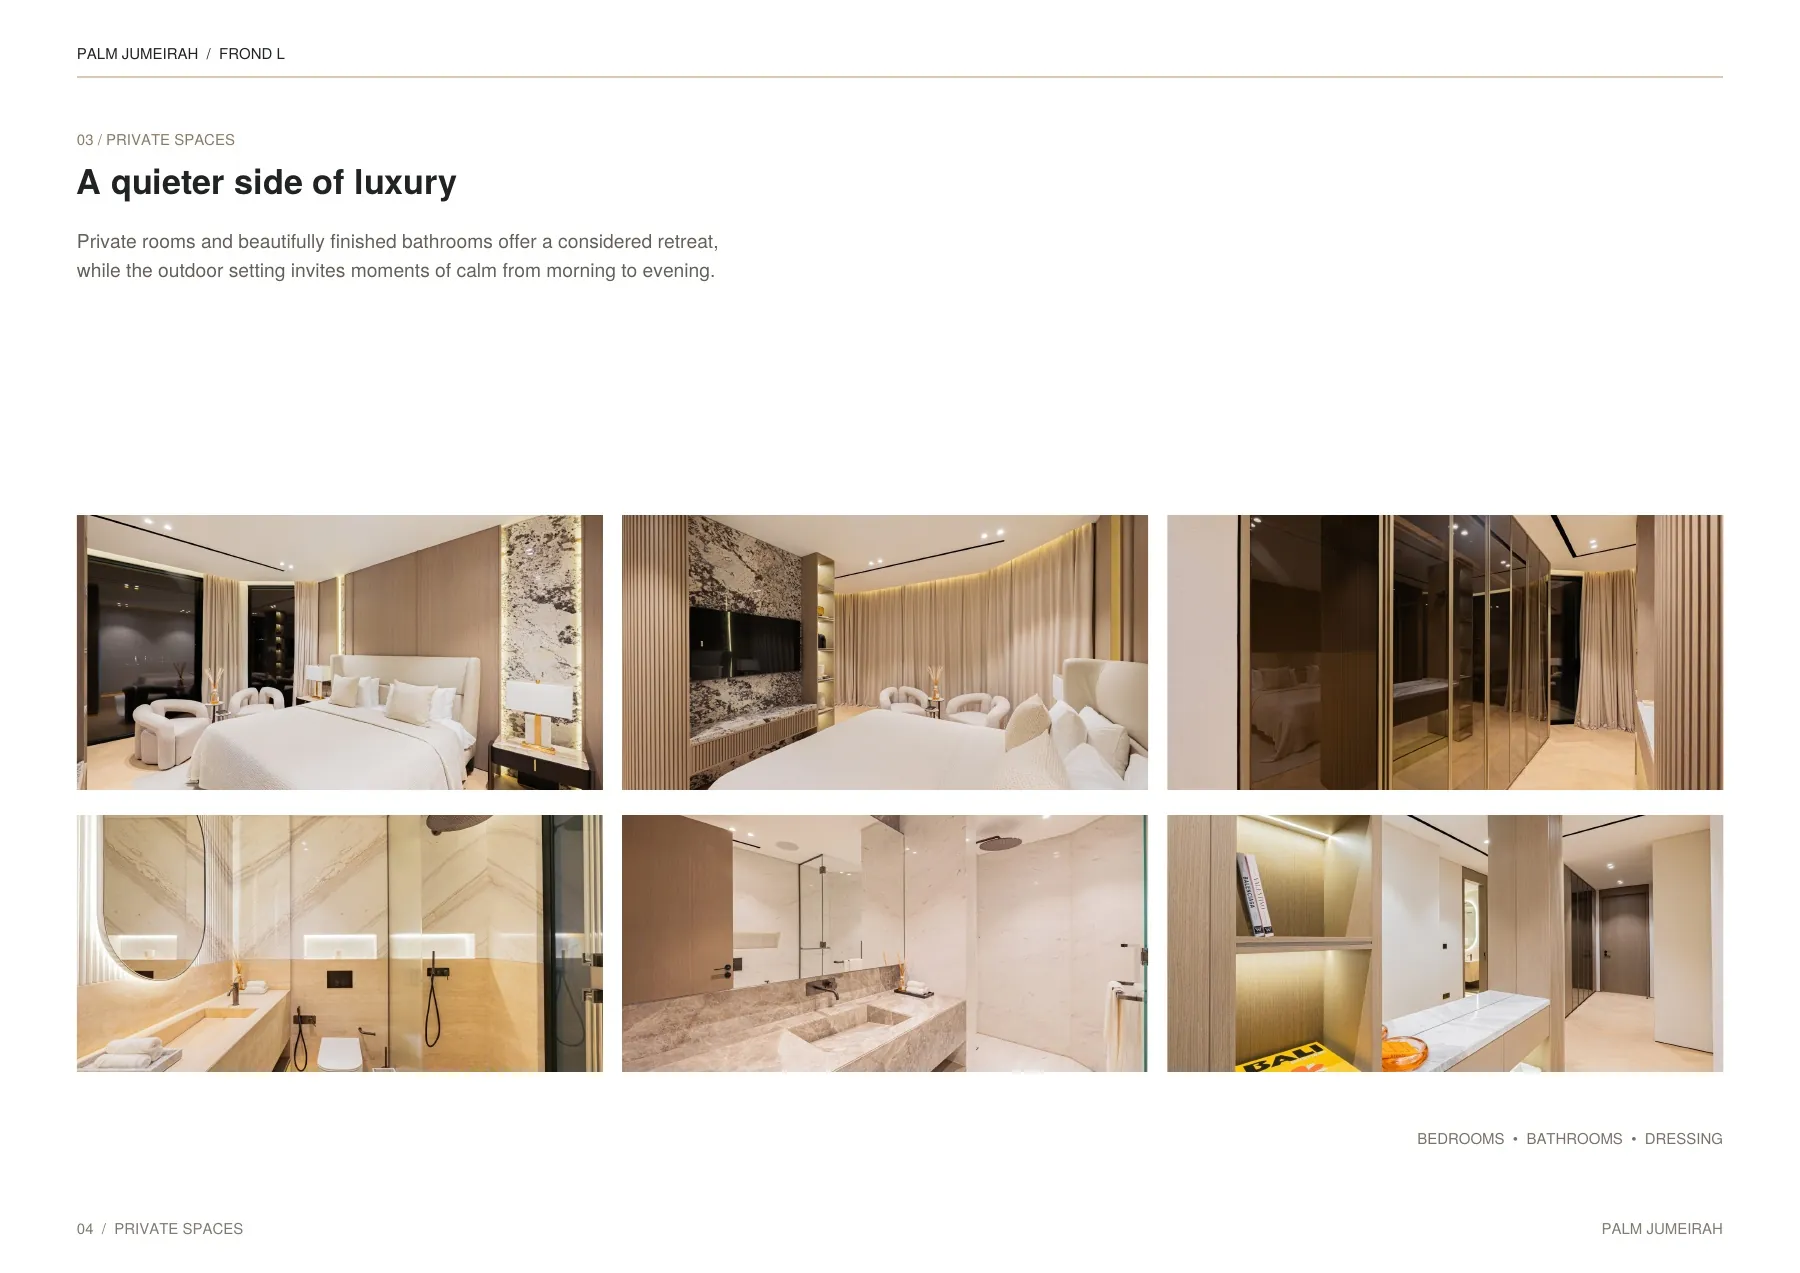 PALM JUMEIRAH / FROND L
03 / PRIVATE SPACES
A quieter side of luxury
Private rooms and beautifully finished bathrooms offer a considered retreat,
while the outdoor setting invites moments of calm from morning to evening.
BALENCIAGA
VALENTINO
BALI
BEDROOMS • BATHROOMS • DRESSING
04 / PRIVATE SPACES
PALM JUMEIRAH